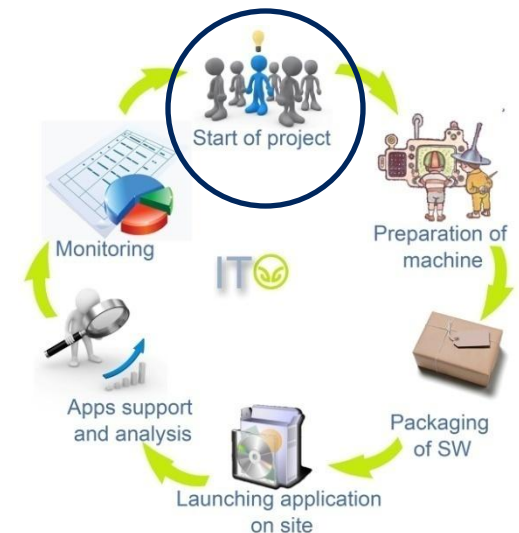 Start of project
Preparation of
machine
Packaging
of SW
Launching application
on site
Apps support
and analysis
Monitoring
IT